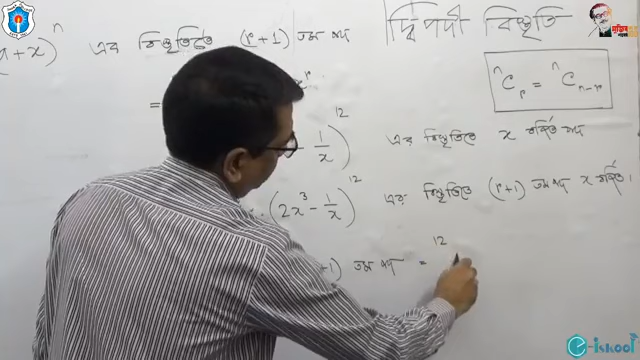 দ্বিপদী বিস্তৃতি
(a + x)^n এর বিস্তৃতিতে (r+1) তম পদ
=
nCr = nCn-r
1/x)^12 এর বিস্তৃতিতে x বর্জিত পদ
(2x³ - 1/x)^12 এর বিস্তৃতিতে (r+1) তম পদ x বর্জিত।
+1) তম পদ = 12
e-iskool